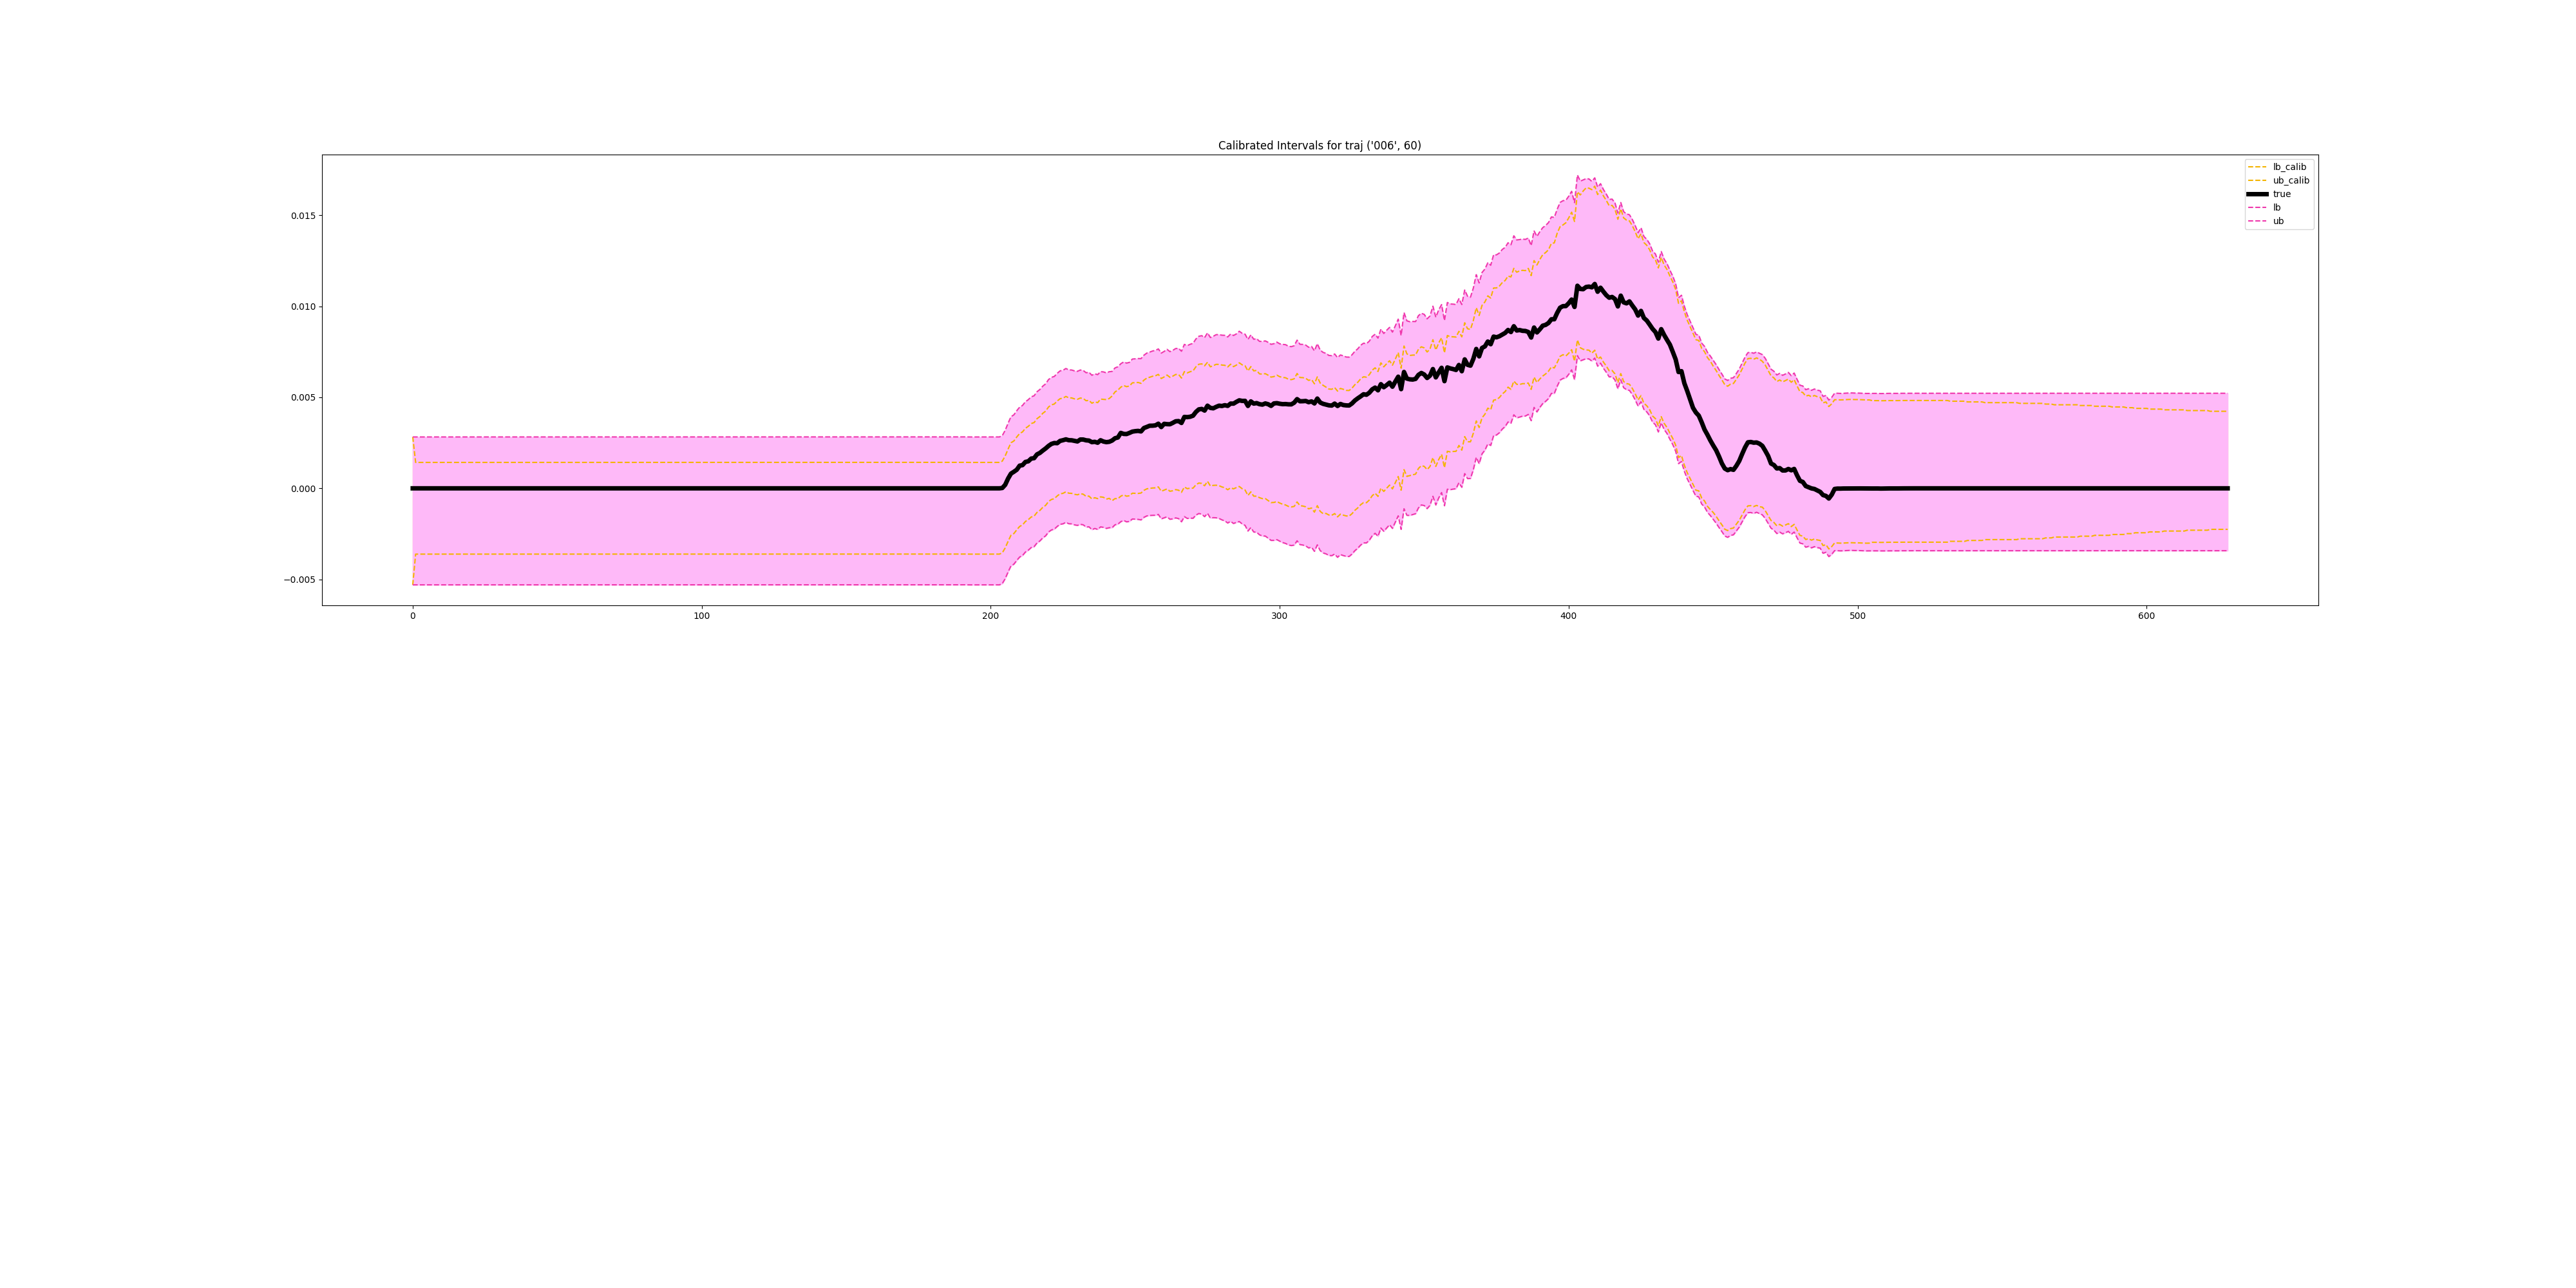 Calibrated Intervals for traj ('006', 60)
lb_calib
ub_calib
true
lb
ub
0.015
0.010
0.005
0.000
−0.005
0 100 200 300 400 500 600